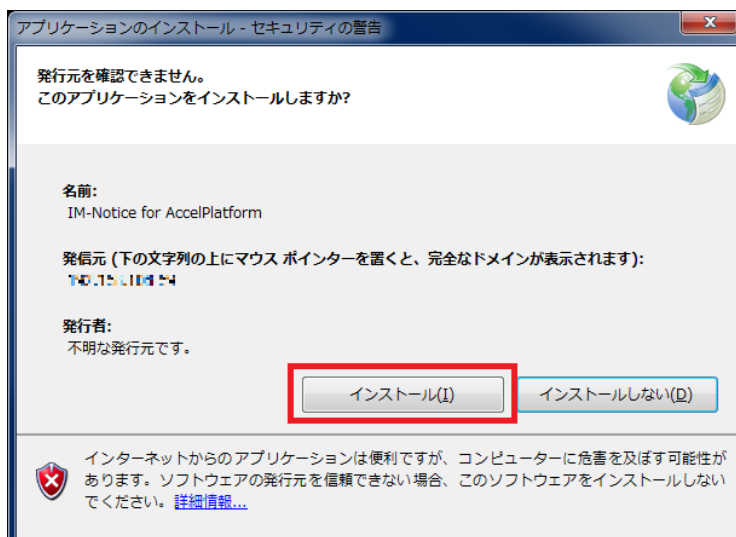 アプリケーションのインストール - セキュリティの警告
発行元を確認できません。
このアプリケーションをインストールしますか?
名前:
IM-Notice for AccelPlatform
発信元 (下の文字列の上にマウス ポインターを置くと、完全なドメインが表示されます):
発行者:
不明な発行元です。
インストール(I)
インストールしない(D)
インターネットからのアプリケーションは便利ですが、コンピューターに危害を及ぼす可能性が
あります。ソフトウェアの発行元を信頼できない場合、このソフトウェアをインストールしない
でください。詳細情報...